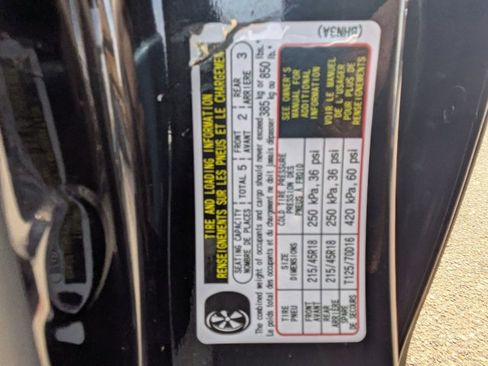 (BHN3A)
TIRE AND LOADING INFORMATION
RENSEIGNEMENTS SUR LES PNEUS ET LE CHARGEMENT
SEATING CAPACITY TOTAL 5 FRONT 2 REAR 3
NOMBRE DE PLACES AVANT ARRIÈRE
The combined weight of occupants and cargo should never exceed 385 kg or 850 lbs.
Le poids total des occupants et du chargement ne doit jamais dépasser 385 kg ou 850 lb.
TIRE SIZE COLD TIRE PRESSURE
PNEU DIMENSIONS PRESSION DES PNEUS À FROID
FRONT 215/45R18 250 kPa, 36 psi
AVANT
REAR 215/45R18 250 kPa, 36 psi
ARRIÈRE
SPARE T125/70D16 420 kPa, 60 psi
DE SECOURS
SEE OWNER'S
MANUAL FOR
ADDITIONAL
INFORMATION
VOIR LE MANUEL
DE L'USAGER
POUR PLUS DE
RENSEIGNEMENTS